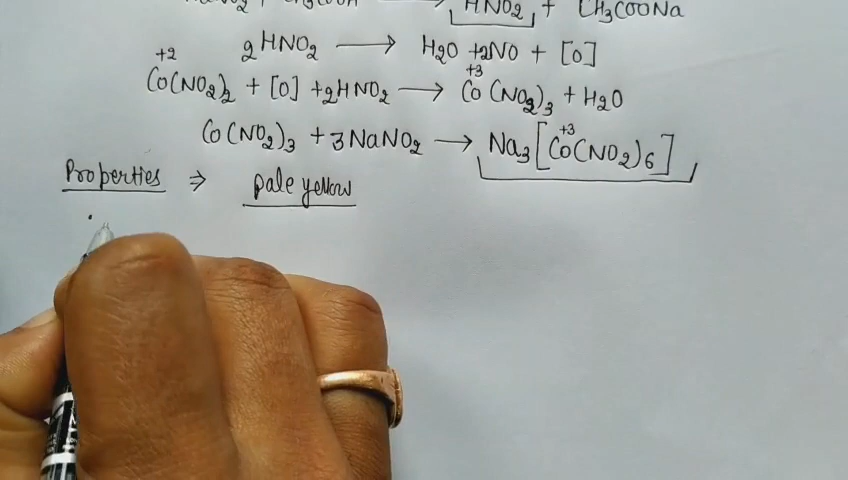 HNO2 + CH3COONa
2HNO2 ⟶ H2O + 2NO + [O]
+2 +3
Co(NO2)2 + [O] + 2HNO2 ⟶ Co(NO2)3 + H2O
+3
Co(NO2)3 + 3NaNO2 ⟶ Na3[Co(NO2)6]
Properties ⇒ pale yellow